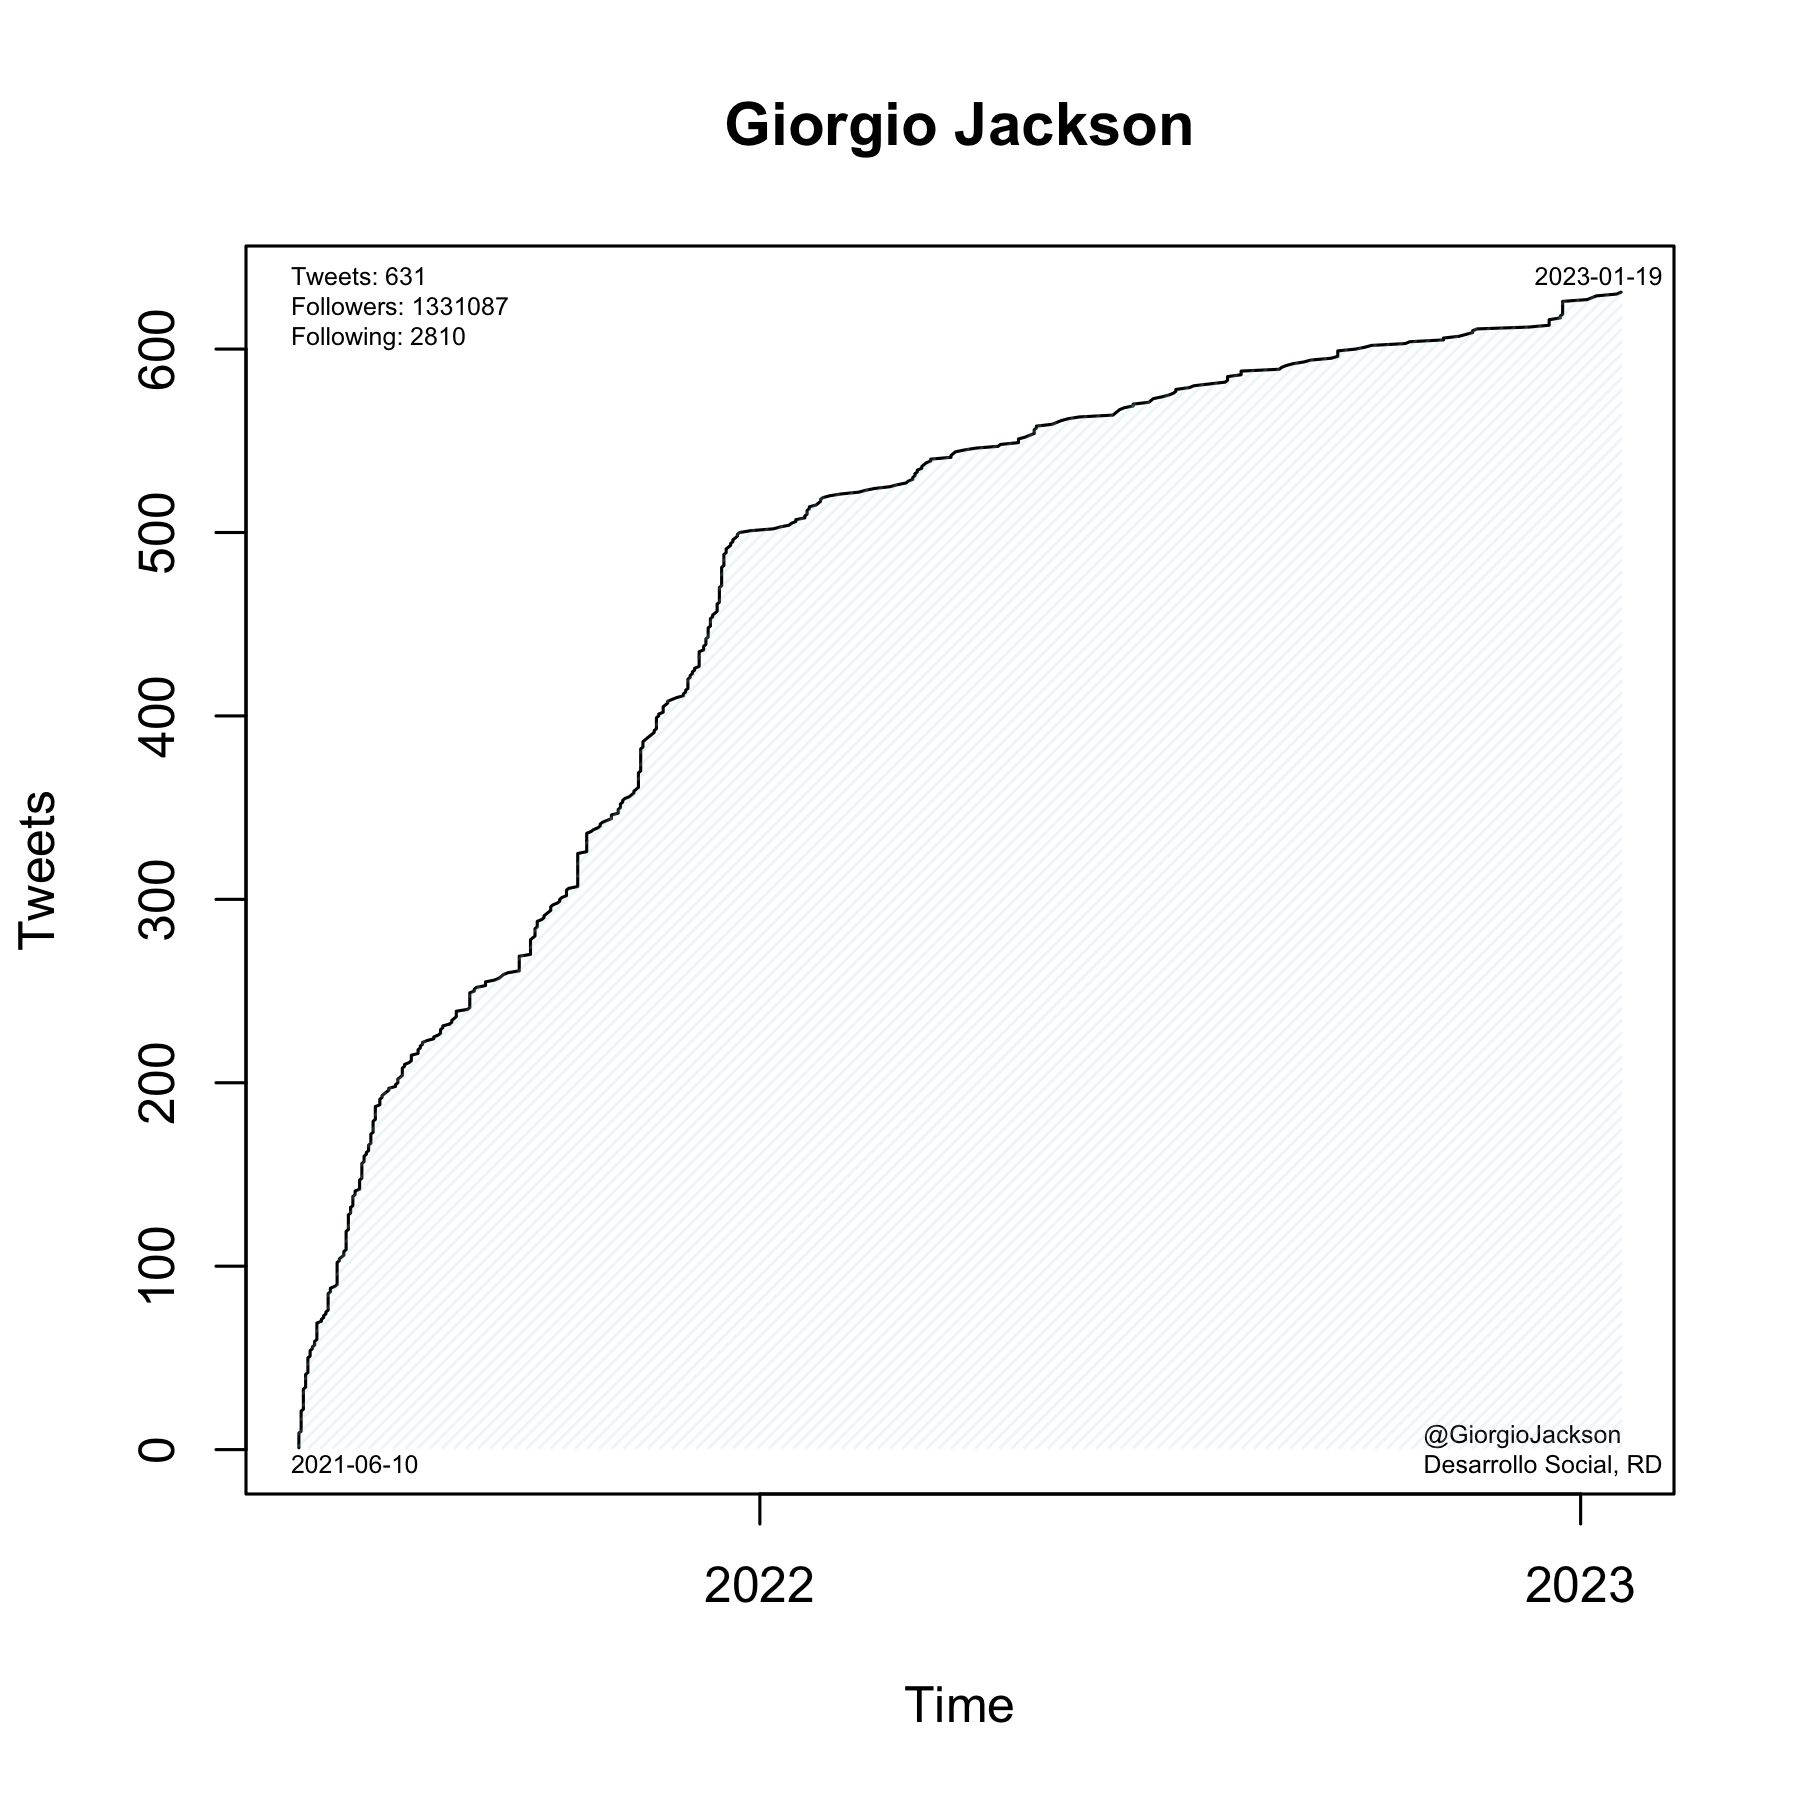 Giorgio Jackson
Tweets: 631
Followers: 1331087
Following: 2810
2023-01-19
600
500
400
300
200
100
0
Tweets
2021-06-10
@GiorgioJackson
Desarrollo Social, RD
2022
2023
Time